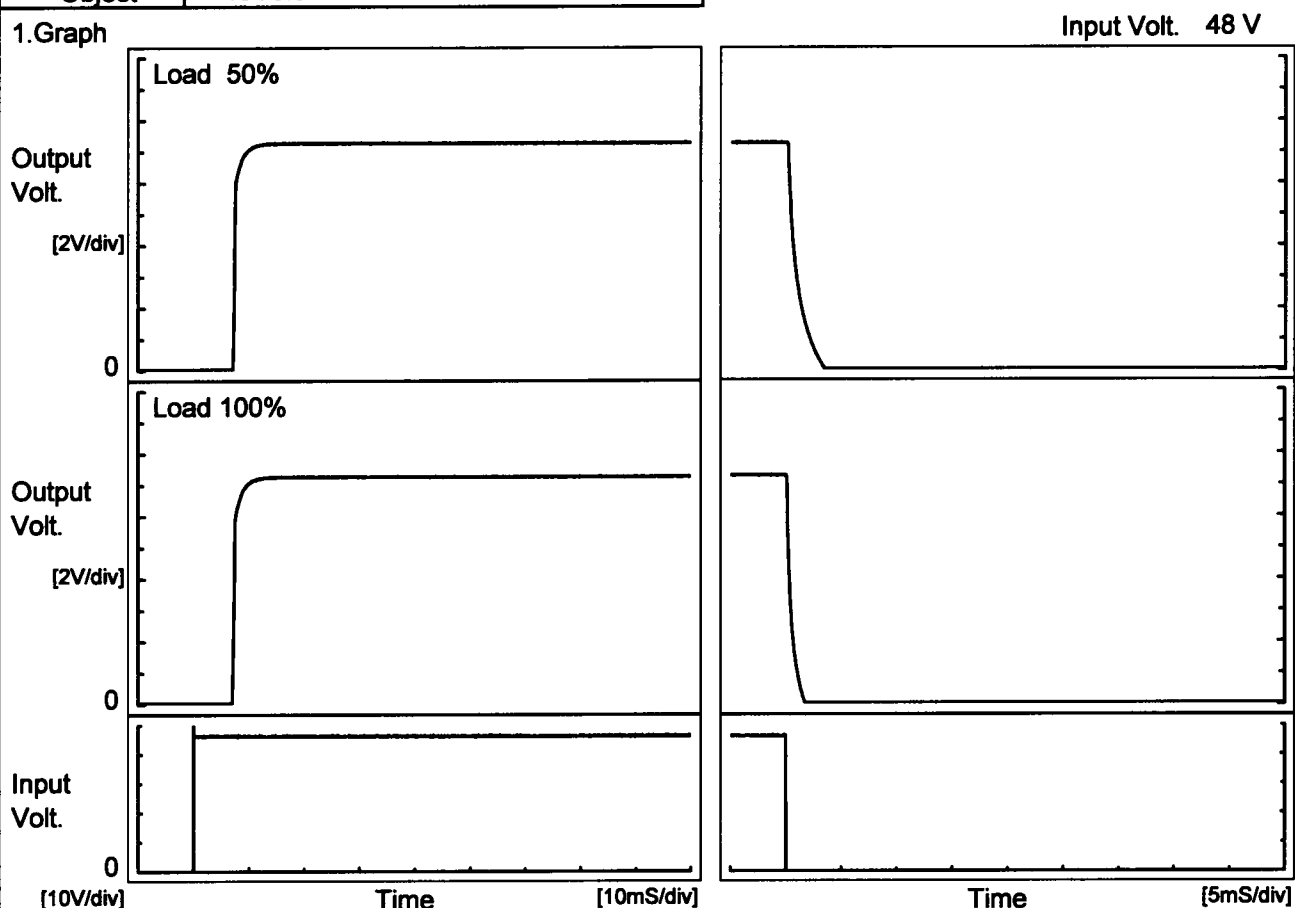 Object
1.Graph
Input Volt. 48 V
Load 50%
Output
Volt.
[2V/div]
0
Load 100%
Output
Volt.
[2V/div]
0
Input
Volt.
0
[10V/div]
Time
[10mS/div]
Time
[5mS/div]